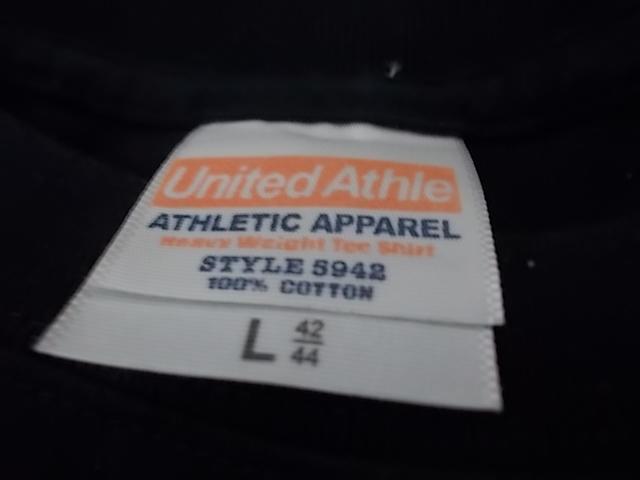 United Athle
ATHLETIC APPAREL
Heavy Weight Tee Shirt
STYLE 5942
100% COTTON
L 42/44